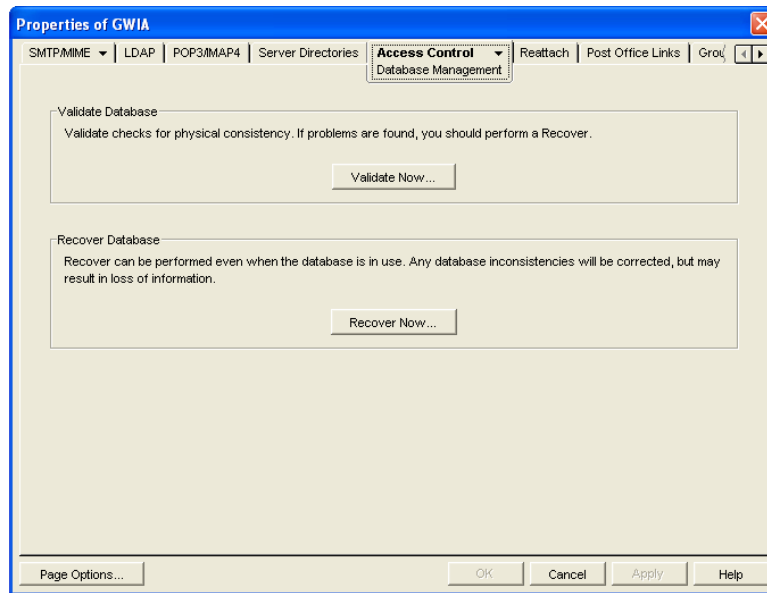 Properties of GWIA
SMTP/MIME LDAP POP3/IMAP4 Server Directories Access Control Reattach Post Office Links
Database Management
Validate Database
Validate checks for physical consistency. If problems are found, you should perform a Recover.
Validate Now...
Recover Database
Recover can be performed even when the database is in use. Any database inconsistencies will be corrected, but may
result in loss of information.
Recover Now...
Page Options... OK Cancel Apply Help